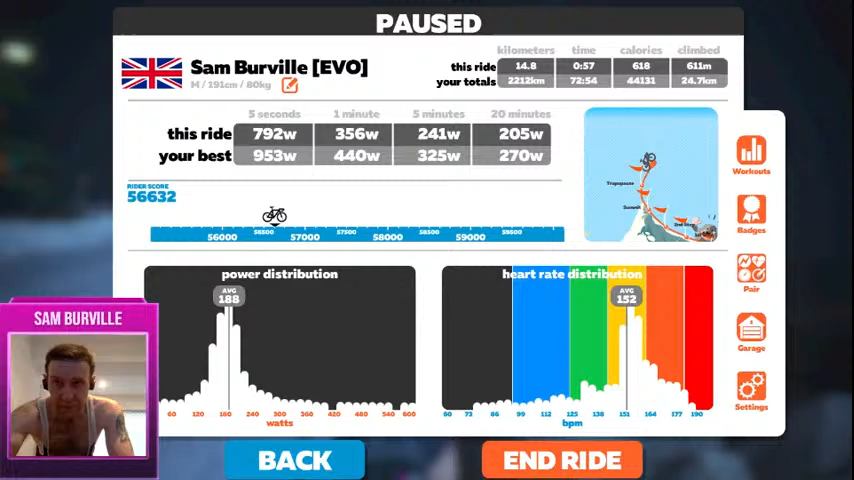 PAUSED
Sam Burville [EVO]
M / 191cm / 80kg
kilometers time calories climbed
this ride 14.8 0:57 618 611m
your totals 2212km 72:54 44131 24.7km
5 seconds 1 minute 5 minutes 20 minutes
this ride 792w 356w 241w 205w
your best 953w 440w 325w 270w
RIDER SCORE
56632
56000 56500 57000 57500 58000 58500 59000 59500
Tropopause
Summit
Workouts
Badges
Pair
Garage
Settings
power distribution
AVG
188
60 120 180 240 300 360 420 480 540 600
watts
heart rate distribution
AVG
152
60 73 86 99 112 125 138 151 164 177 190
bpm
SAM BURVILLE
BACK
END RIDE